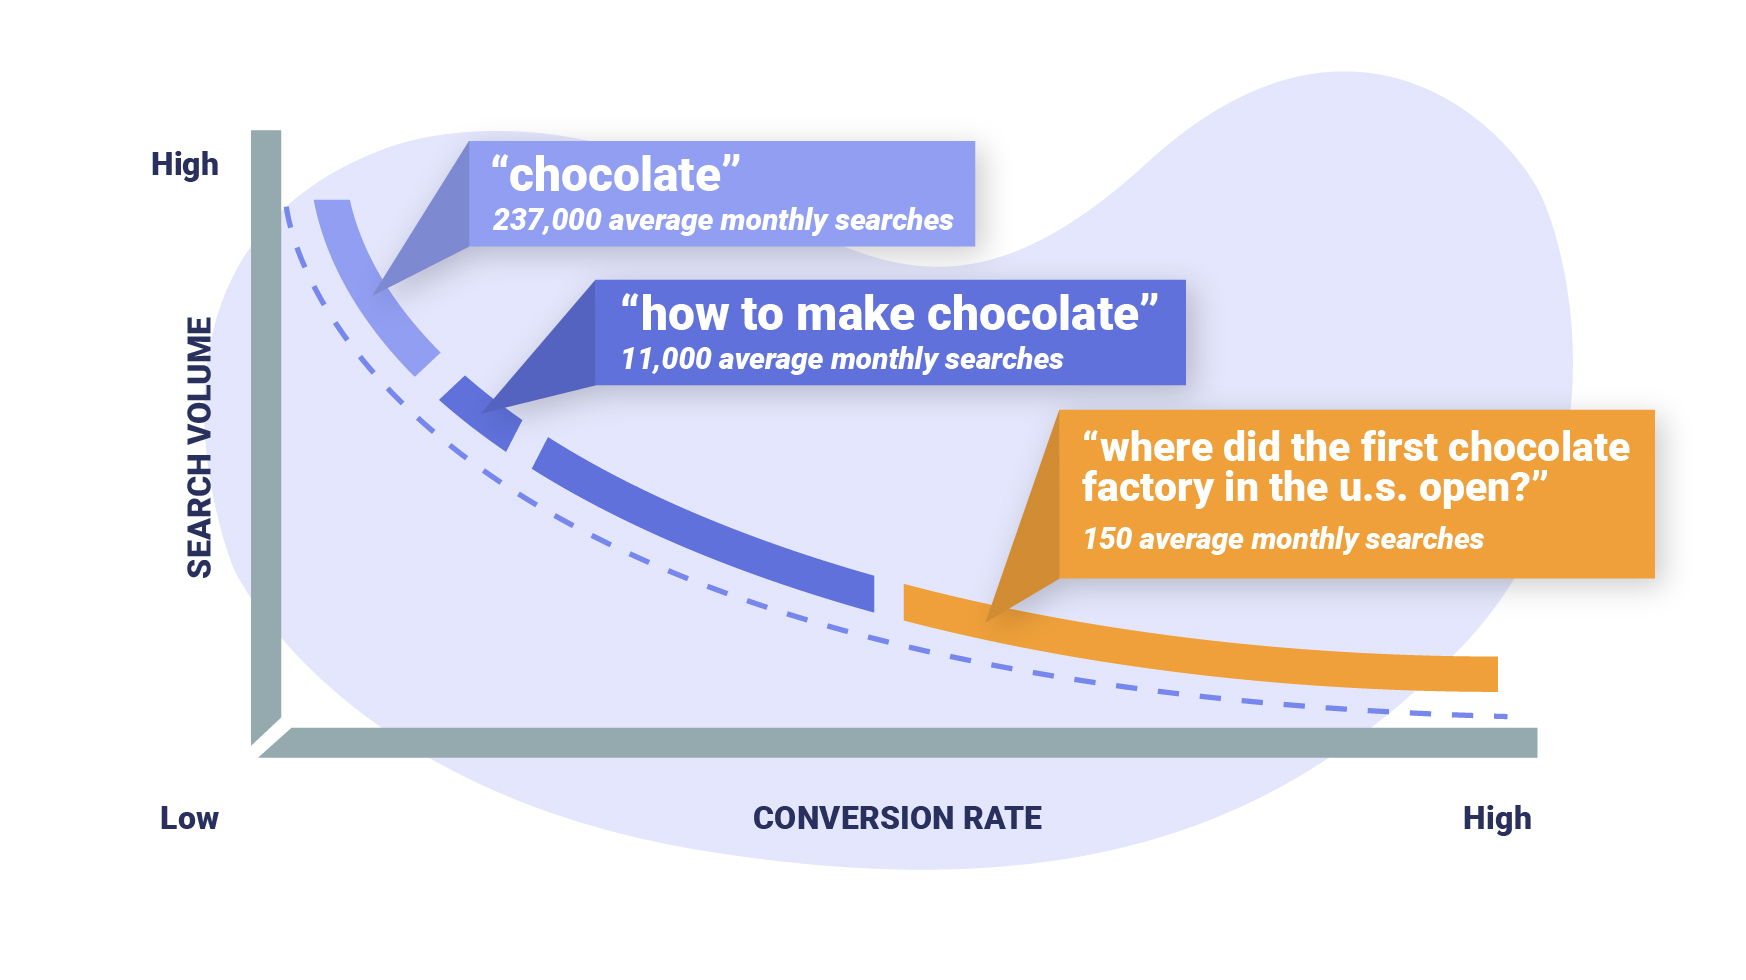 High
“chocolate”
237,000 average monthly searches
“how to make chocolate”
11,000 average monthly searches
SEARCH VOLUME
“where did the first chocolate
factory in the u.s. open?”
150 average monthly searches
Low
CONVERSION RATE
High